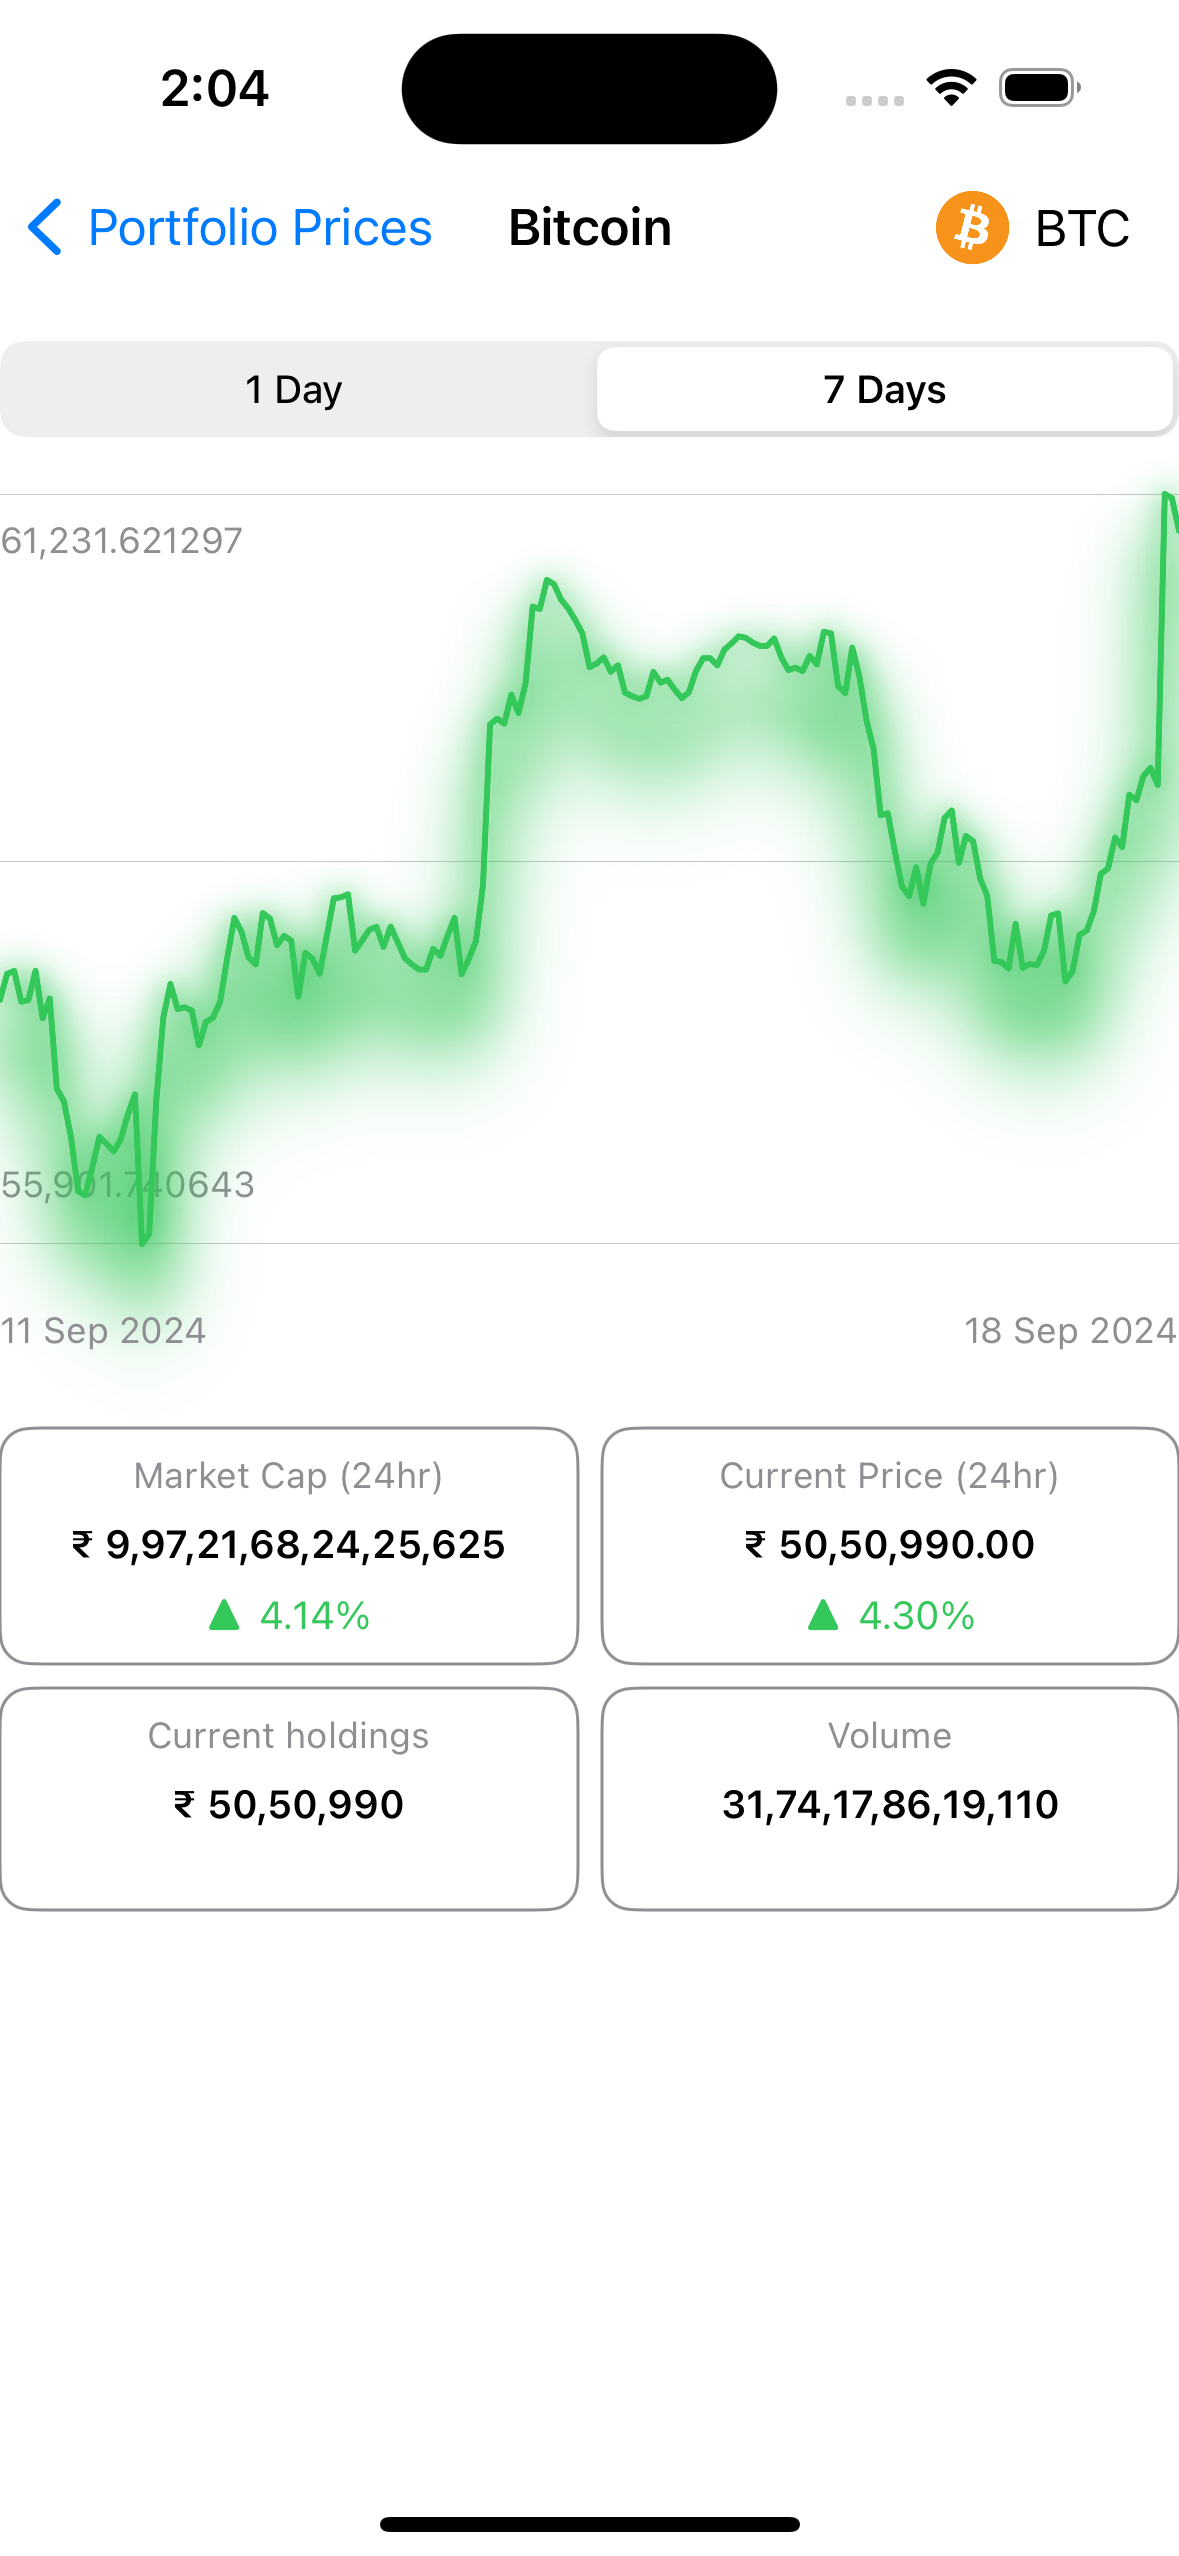 2:04
Portfolio Prices
Bitcoin
BTC
1 Day
7 Days
61,231.621297
55,901.740643
11 Sep 2024
18 Sep 2024
Market Cap (24hr)
₹ 9,97,21,68,24,25,625
4.14%
Current Price (24hr)
₹ 50,50,990.00
4.30%
Current holdings
₹ 50,50,990
Volume
31,74,17,86,19,110